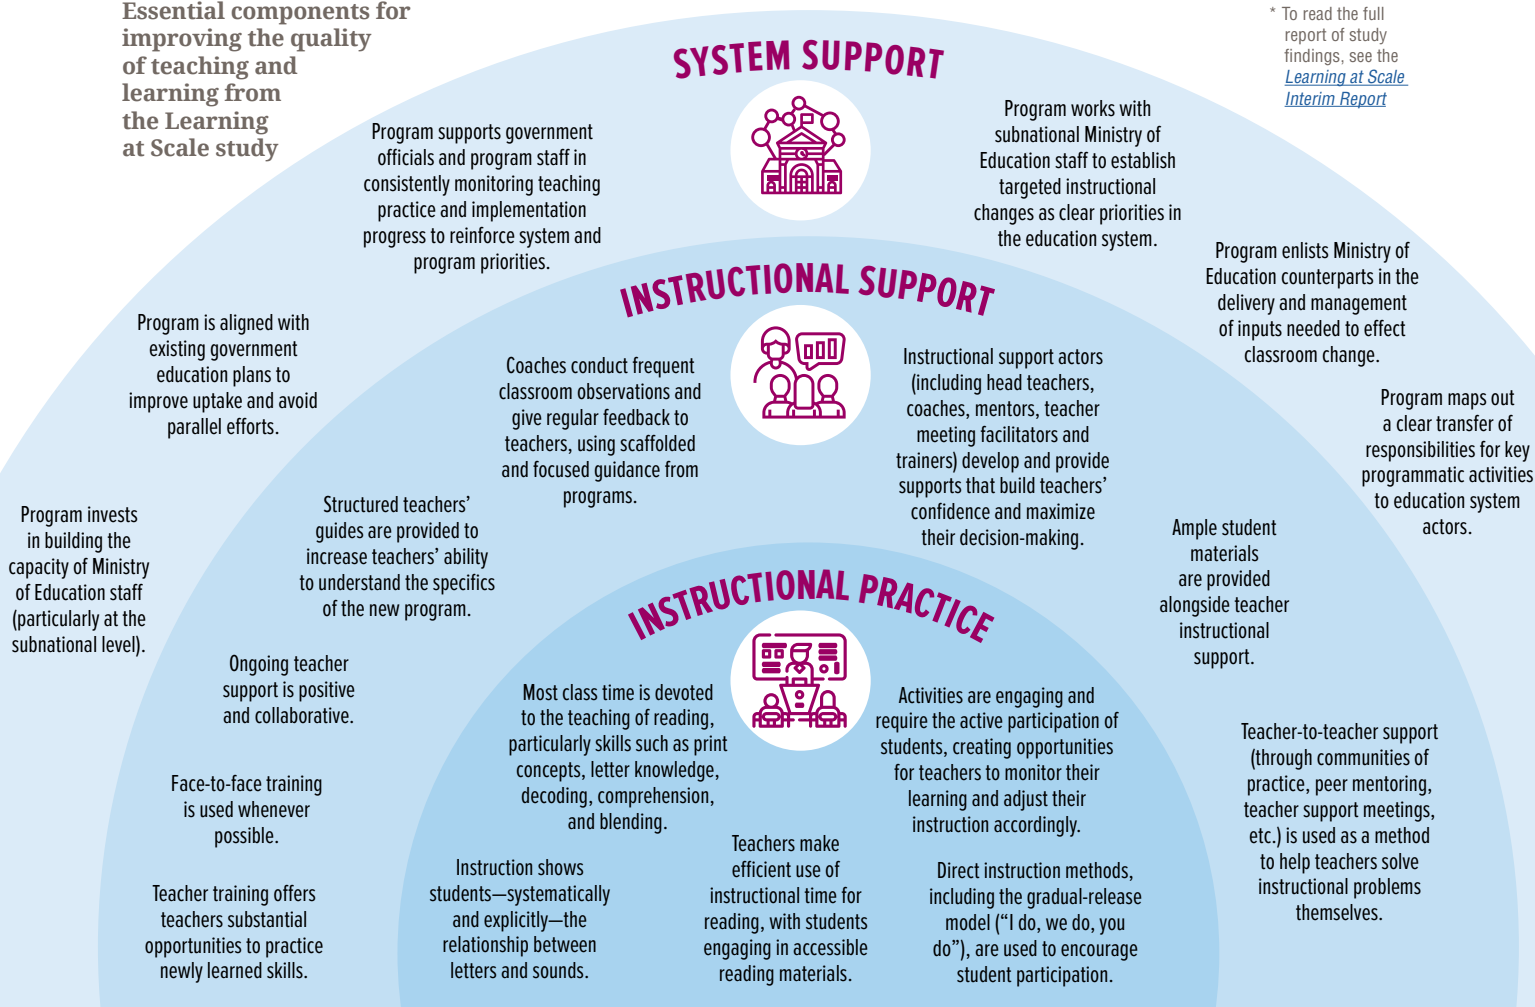 Essential components for
improving the quality
of teaching and
learning from
the Learning
at Scale study
* To read the full
report of study
findings, see the
Learning at Scale
Interim Report
SYSTEM SUPPORT
Program supports government
officials and program staff in
consistently monitoring teaching
practice and implementation
progress to reinforce system and
program priorities.
Program works with
subnational Ministry of
Education staff to establish
targeted instructional
changes as clear priorities in
the education system.
Program is aligned with
existing government
education plans to
improve uptake and avoid
parallel efforts.
Program enlists Ministry of
Education counterparts in the
delivery and management
of inputs needed to effect
classroom change.
Program invests
in building the
capacity of Ministry
of Education staff
(particularly at the
subnational level).
Program maps out
a clear transfer of
responsibilities for key
programmatic activities
to education system
actors.
INSTRUCTIONAL SUPPORT
Coaches conduct frequent
classroom observations and
give regular feedback to
teachers, using scaffolded
and focused guidance from
programs.
Instructional support actors
(including head teachers,
coaches, mentors, teacher
meeting facilitators and
trainers) develop and provide
supports that build teachers’
confidence and maximize
their decision-making.
Structured teachers’
guides are provided to
increase teachers’ ability
to understand the specifics
of the new program.
Ample student
materials
are provided
alongside teacher
instructional
support.
Ongoing teacher
support is positive
and collaborative.
Face-to-face training
is used whenever
possible.
Teacher training offers
teachers substantial
opportunities to practice
newly learned skills.
Teacher-to-teacher support
(through communities of
practice, peer mentoring,
teacher support meetings,
etc.) is used as a method
to help teachers solve
instructional problems
themselves.
INSTRUCTIONAL PRACTICE
Most class time is devoted
to the teaching of reading,
particularly skills such as print
concepts, letter knowledge,
decoding, comprehension,
and blending.
Activities are engaging and
require the active participation of
students, creating opportunities
for teachers to monitor their
learning and adjust their
instruction accordingly.
Instruction shows
students—systematically
and explicitly—the
relationship between
letters and sounds.
Teachers make
efficient use of
instructional time for
reading, with students
engaging in accessible
reading materials.
Direct instruction methods,
including the gradual-release
model (“I do, we do, you
do”), are used to encourage
student participation.